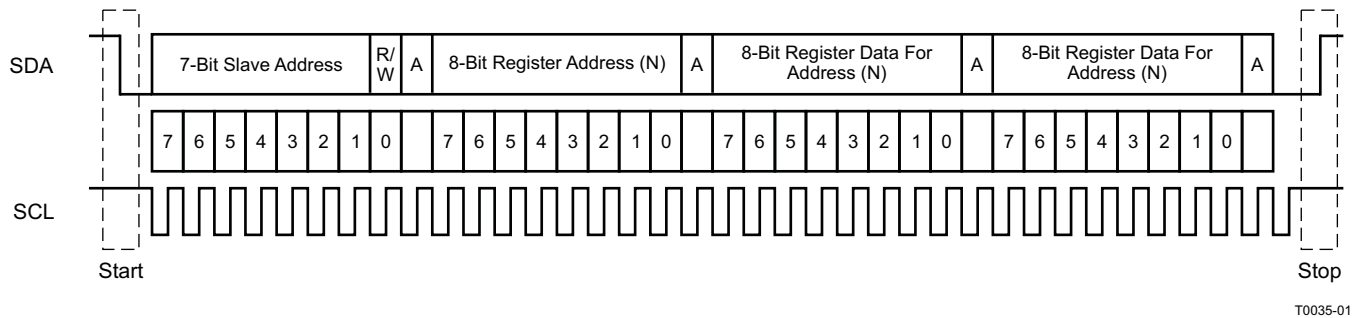 SDA
7-Bit Slave Address
R/
W
A
8-Bit Register Address (N)
A
8-Bit Register Data For
Address (N)
A
8-Bit Register Data For
Address (N)
A
7 6 5 4 3 2 1 0 7 6 5 4 3 2 1 0 7 6 5 4 3 2 1 0 7 6 5 4 3 2 1 0
SCL
Start
Stop
T0035-01